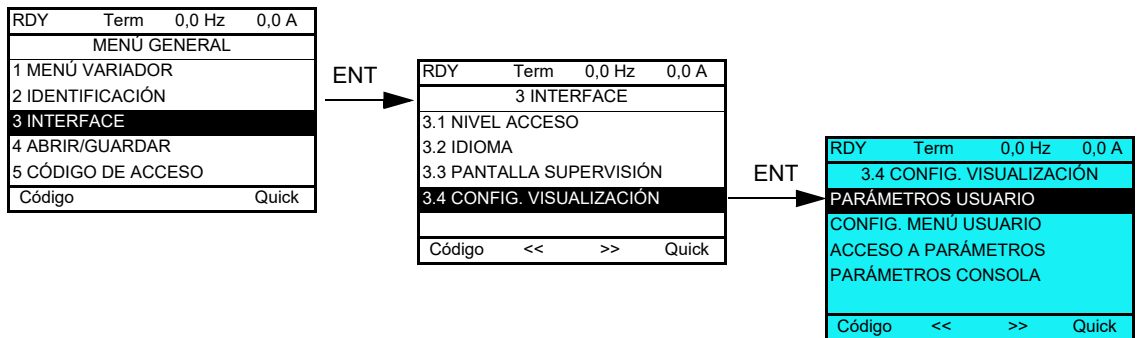 RDY Term 0,0 Hz 0,0 A
MENÚ GENERAL
1 MENÚ VARIADOR
2 IDENTIFICACIÓN
3 INTERFACE
4 ABRIR/GUARDAR
5 CÓDIGO DE ACCESO
Código Quick
ENT
RDY Term 0,0 Hz 0,0 A
3 INTERFACE
3.1 NIVEL ACCESO
3.2 IDIOMA
3.3 PANTALLA SUPERVISIÓN
3.4 CONFIG. VISUALIZACIÓN
Código << >> Quick
ENT
RDY Term 0,0 Hz 0,0 A
3.4 CONFIG. VISUALIZACIÓN
PARÁMETROS USUARIO
CONFIG. MENÚ USUARIO
ACCESO A PARÁMETROS
PARÁMETROS CONSOLA
Código << >> Quick